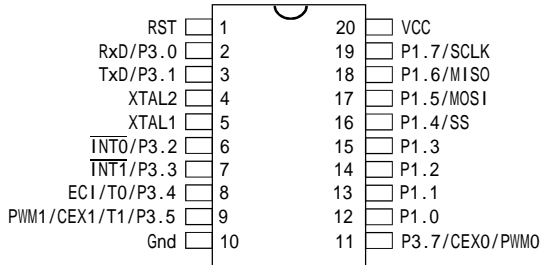 RST 1 20 VCC
RxD/P3.0 2 19 P1.7/SCLK
TxD/P3.1 3 18 P1.6/MISO
XTAL2 4 17 P1.5/MOSI
XTAL1 5 16 P1.4/SS
INT0/P3.2 6 15 P1.3
INT1/P3.3 7 14 P1.2
ECI/T0/P3.4 8 13 P1.1
PWM1/CEX1/T1/P3.5 9 12 P1.0
Gnd 10 11 P3.7/CEX0/PWM0